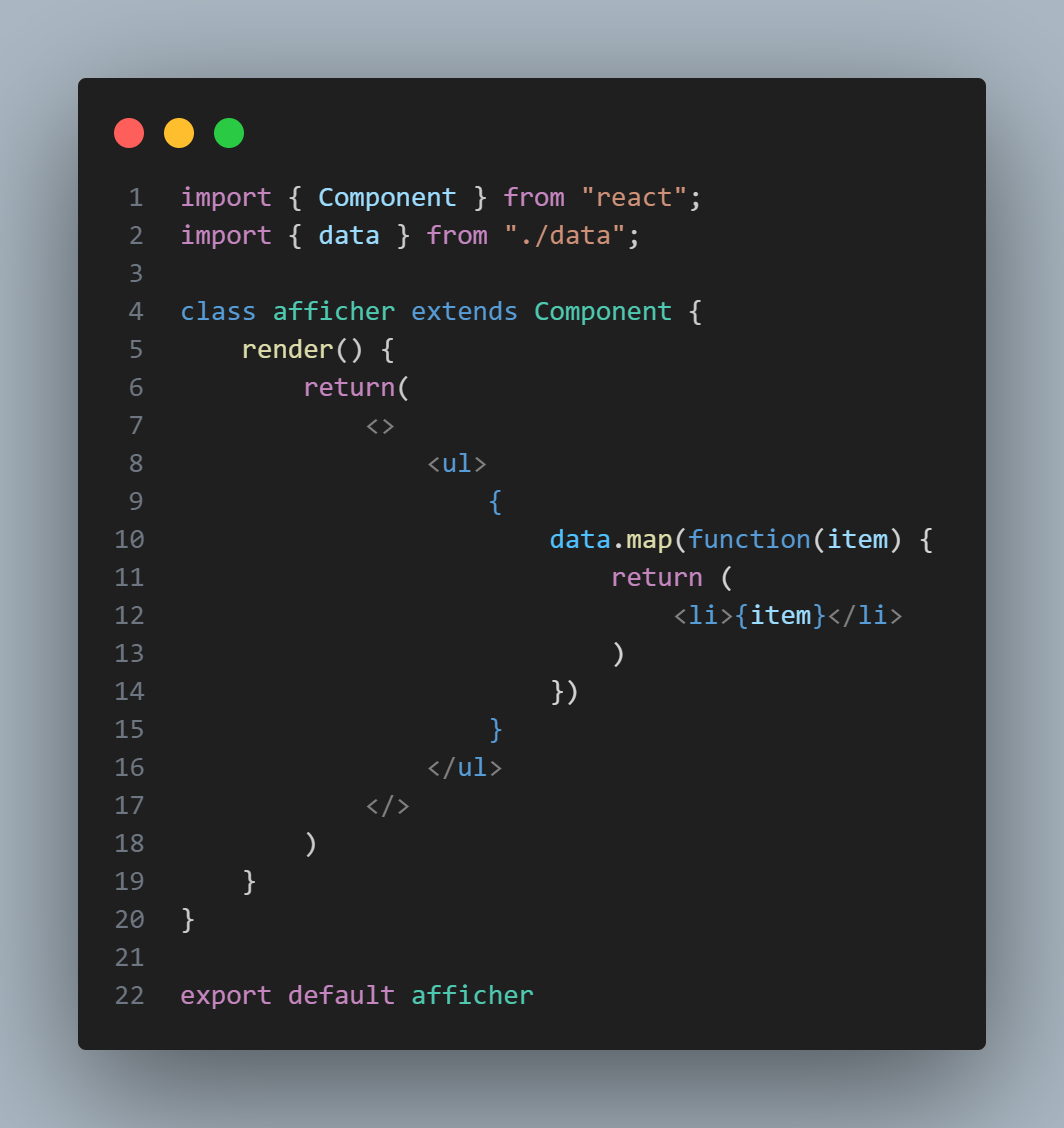 1 import { Component } from "react";
2 import { data } from "./data";
3
4 class afficher extends Component {
5     render() {
6         return(
7             <>
8                 <ul>
9                     {
10                         data.map(function(item) {
11                             return (
12                                 <li>{item}</li>
13                             )
14                         })
15                     }
16                 </ul>
17             </>
18         )
19     }
20 }
21
22 export default afficher